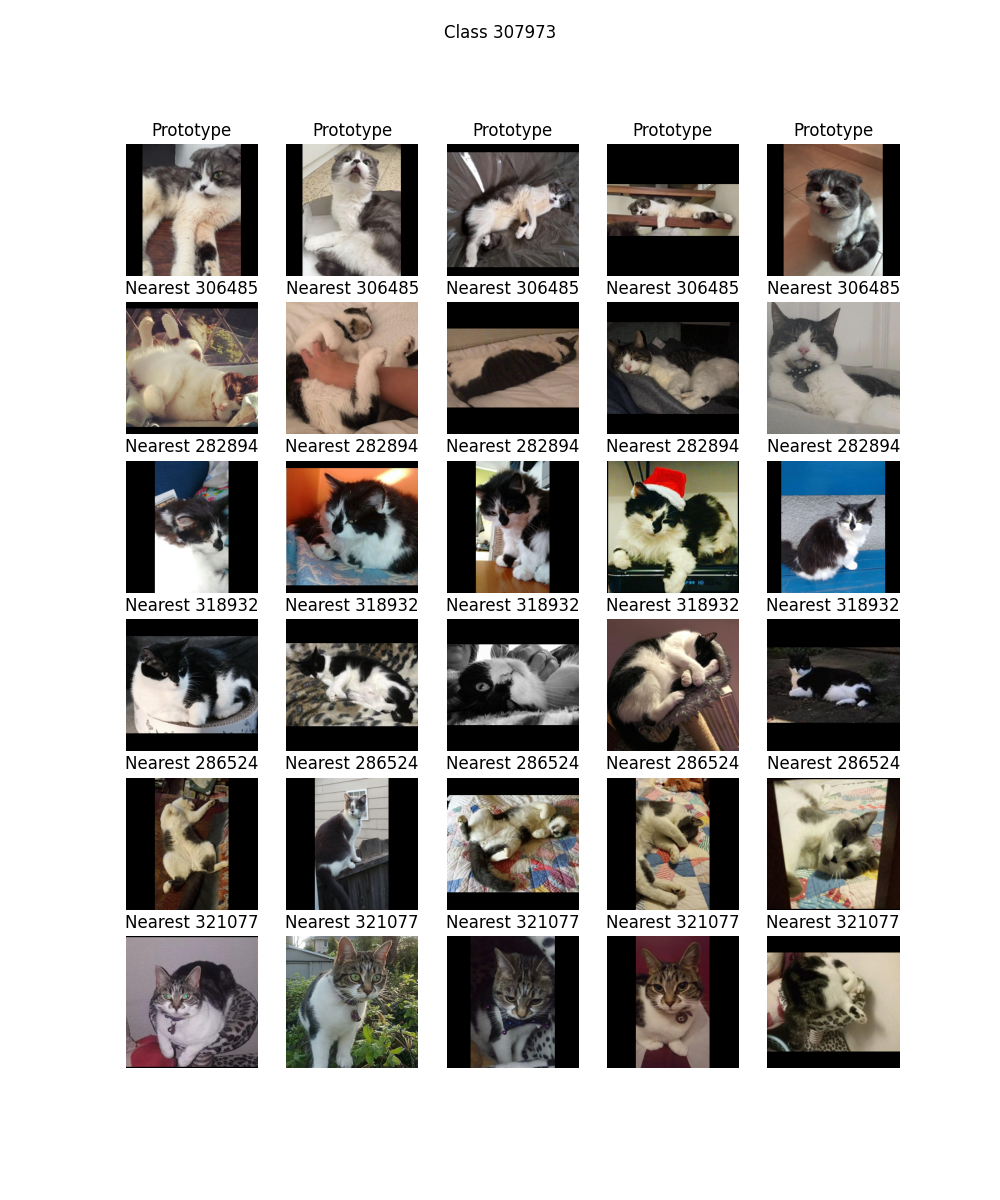 Class 307973
Prototype Prototype Prototype Prototype Prototype
Nearest 306485 Nearest 306485 Nearest 306485 Nearest 306485 Nearest 306485
Nearest 282894 Nearest 282894 Nearest 282894 Nearest 282894 Nearest 282894
Nearest 318932 Nearest 318932 Nearest 318932 Nearest 318932 Nearest 318932
Nearest 286524 Nearest 286524 Nearest 286524 Nearest 286524 Nearest 286524
Nearest 321077 Nearest 321077 Nearest 321077 Nearest 321077 Nearest 321077